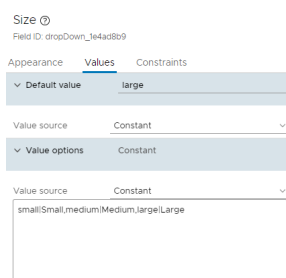 Size
Field ID: dropDown_1e4ad8b9
Appearance Values Constraints
Default value large
Value source Constant
Value options Constant
Value source Constant
small|Small,medium|Medium,large|Large